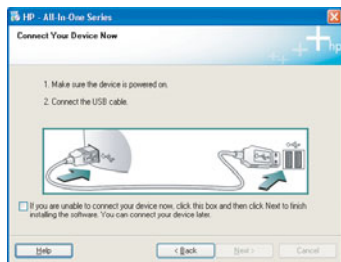 HP - All-In-One Series
Connect Your Device Now
hp
1. Make sure the device is powered on.
2. Connect the USB cable.
If you are unable to connect your device now, click this box and then click Next to finish
installing the software. You can connect your device later.
Help
< Back
Next >
Cancel